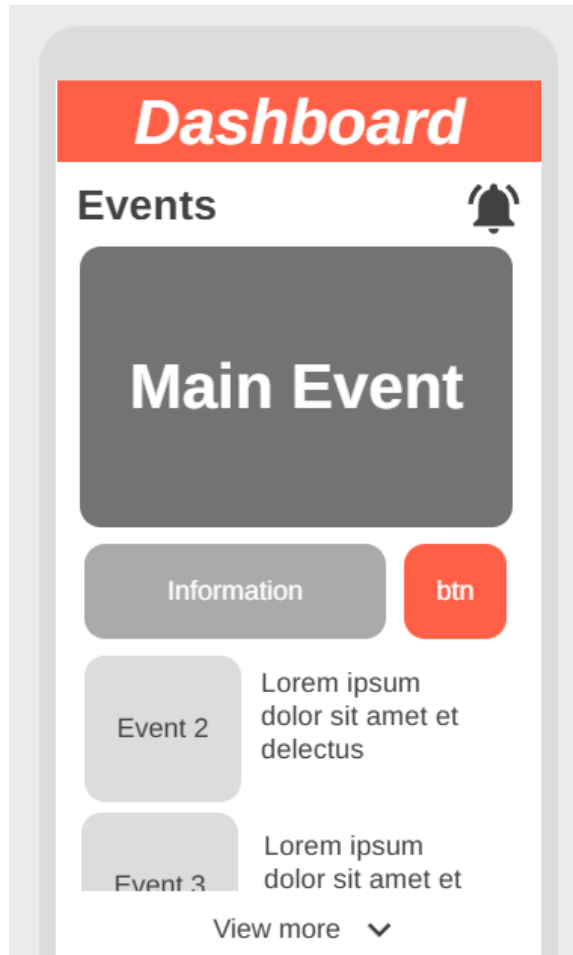 Dashboard
Events
Main Event
Information
btn
Event 2
Lorem ipsum
dolor sit amet et
delectus
Event 3
Lorem ipsum
dolor sit amet et
View more